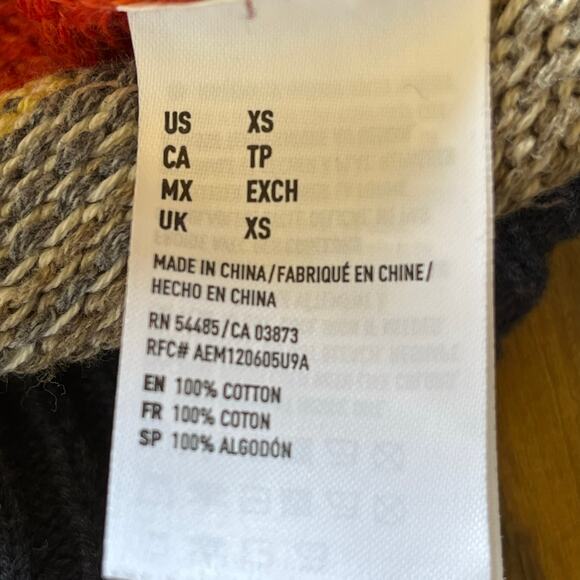 US XS
CA TP
MX EXCH
UK XS
MADE IN CHINA/FABRIQUÉ EN CHINE/
HECHO EN CHINA
RN 54485/CA 03873
RFC# AEM120605U9A
EN 100% COTTON
FR 100% COTON
SP 100% ALGODÓN